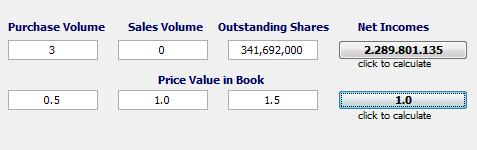 Purchase Volume Sales Volume Outstanding Shares Net Incomes
3 0 341,692,000 2.289.801.135
click to calculate
Price Value in Book
0.5 1.0 1.5 1.0
click to calculate